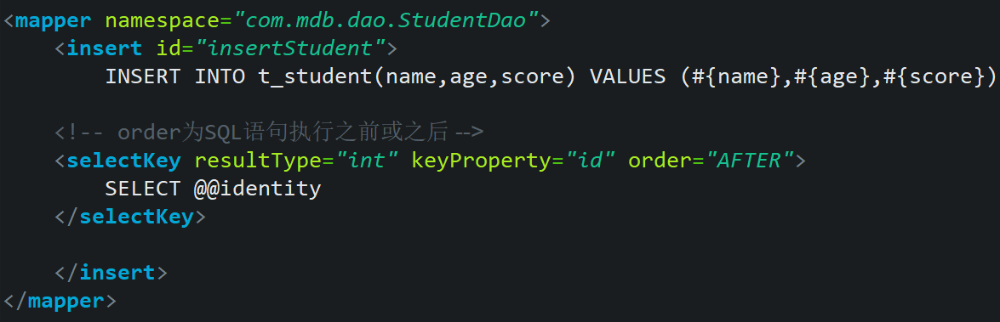 <mapper namespace="com.mdb.dao.StudentDao">
<insert id="insertStudent">
INSERT INTO t_student(name,age,score) VALUES (#{name},#{age},#{score})
<!-- order为SQL语句执行之前或之后 -->
<selectKey resultType="int" keyProperty="id" order="AFTER">
SELECT @@identity
</selectKey>
</insert>
</mapper>